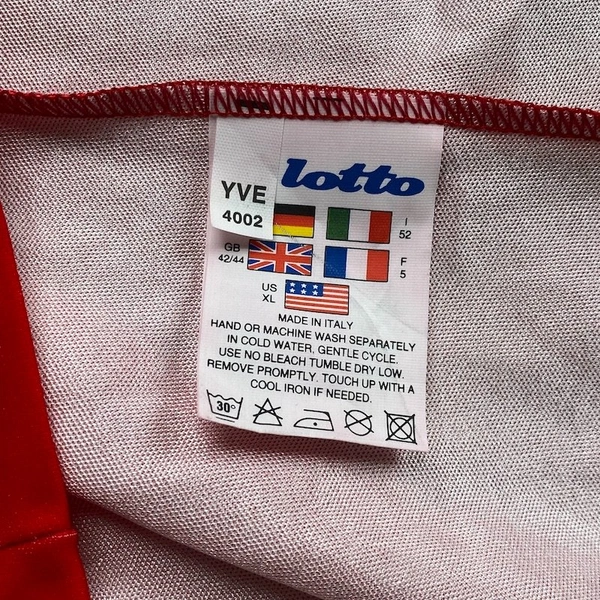 lotto
YVE
4002
I
52
GB
42/44
F
5
US
XL
MADE IN ITALY
HAND OR MACHINE WASH SEPARATELY
IN COLD WATER, GENTLE CYCLE.
USE NO BLEACH TUMBLE DRY LOW.
REMOVE PROMPTLY. TOUCH UP WITH A
COOL IRON IF NEEDED.
30°